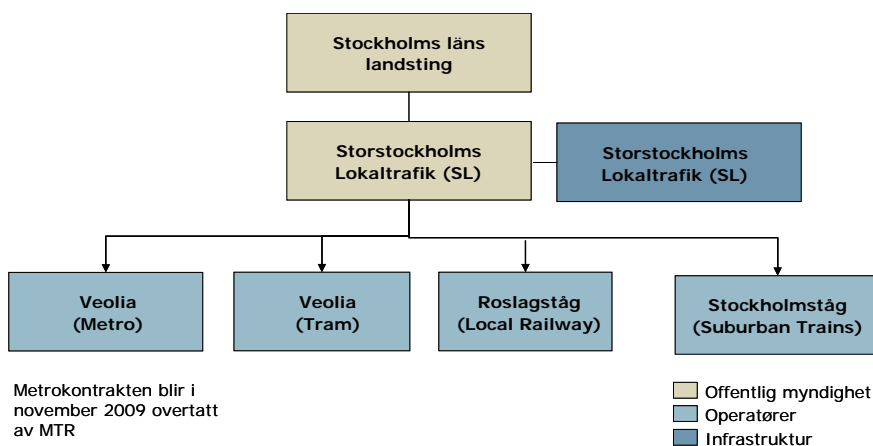 Stockholms läns
landsting
Storstockholms
Lokaltrafik (SL)
Storstockholms
Lokaltrafik (SL)
Veolia
(Metro)
Veolia
(Tram)
Roslagståg
(Local Railway)
Stockholmståg
(Suburban Trains)
Metrokontrakten blir i
november 2009 overtatt
av MTR
Offentlig myndighet
Operatører
Infrastruktur